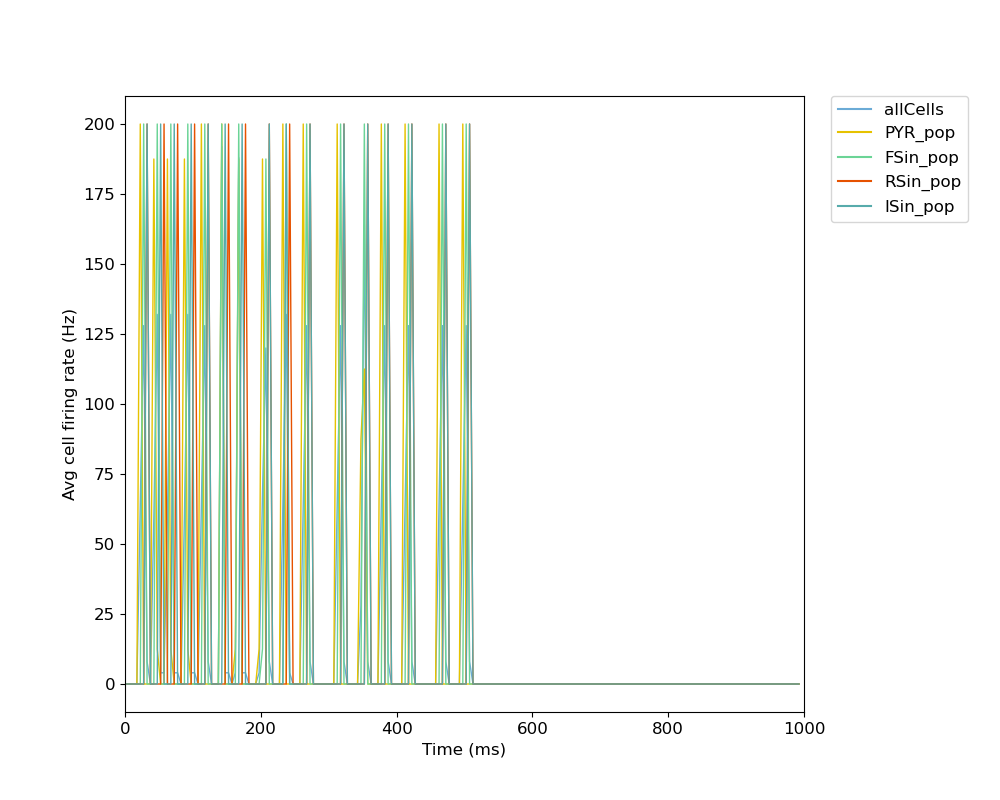 200
175
150
125
100
75
50
25
0
Avg cell firing rate (Hz)
0 200 400 600 800 1000
Time (ms)
allCells
PYR_pop
FSin_pop
RSin_pop
ISin_pop